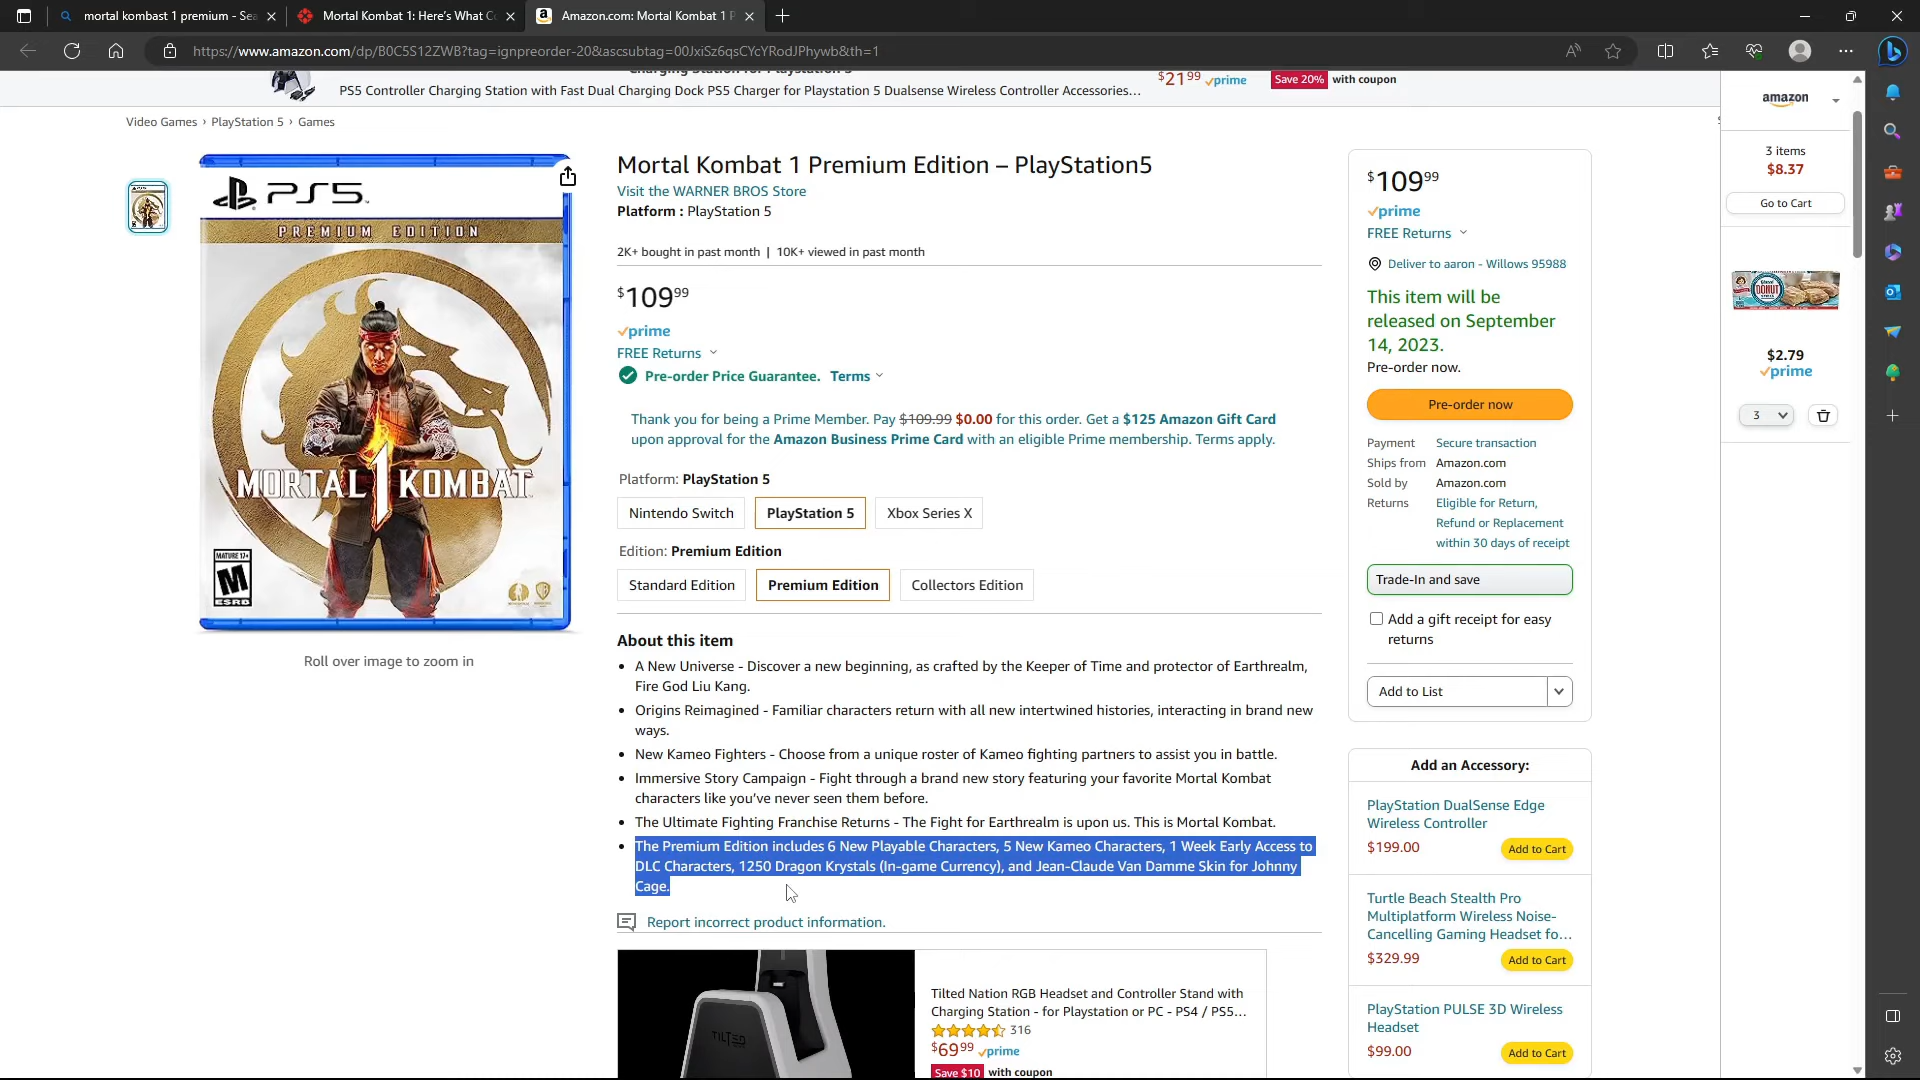 mortal kombast 1 premium - Sea
Mortal Kombat 1: Here's What Co
Amazon.com: Mortal Kombat 1 P
https://www.amazon.com/dp/B0C5S12ZWB?tag=ignpreorder-20&ascsubtag=00JxiSz6qsCYcYRodJPhywb&th=1
Charging Station for Playstation 5
PS5 Controller Charging Station with Fast Dual Charging Dock PS5 Charger for Playstation 5 Dualsense Wireless Controller Accessories...
$21.99 prime
Save 20% with coupon
Video Games › PlayStation 5 › Games
PS5
PREMIUM EDITION
MORTAL KOMBAT 1
MATURE 17+
M
ESRB
Roll over image to zoom in
Mortal Kombat 1 Premium Edition – PlayStation5
Visit the WARNER BROS Store
Platform : PlayStation 5
2K+ bought in past month | 10K+ viewed in past month
$109.99
prime
FREE Returns
Pre-order Price Guarantee. Terms
Thank you for being a Prime Member. Pay $109.99 $0.00 for this order. Get a $125 Amazon Gift Card
upon approval for the Amazon Business Prime Card with an eligible Prime membership. Terms apply.
Platform: PlayStation 5
Nintendo Switch PlayStation 5 Xbox Series X
Edition: Premium Edition
Standard Edition Premium Edition Collectors Edition
About this item
• A New Universe - Discover a new beginning, as crafted by the Keeper of Time and protector of Earthrealm,
Fire God Liu Kang.
• Origins Reimagined - Familiar characters return with all new intertwined histories, interacting in brand new
ways.
• New Kameo Fighters - Choose from a unique roster of Kameo fighting partners to assist you in battle.
• Immersive Story Campaign - Fight through a brand new story featuring your favorite Mortal Kombat
characters like you've never seen them before.
• The Ultimate Fighting Franchise Returns - The Fight for Earthrealm is upon us. This is Mortal Kombat.
• The Premium Edition includes 6 New Playable Characters, 5 New Kameo Characters, 1 Week Early Access to
DLC Characters, 1250 Dragon Krystals (In-game Currency), and Jean-Claude Van Damme Skin for Johnny
Cage.
Report incorrect product information.
TILTED
Tilted Nation RGB Headset and Controller Stand with
Charging Station - for Playstation or PC - PS4 / PS5...
316
$69.99 prime
Save $10 with coupon
$109.99
prime
FREE Returns
Deliver to aaron - Willows 95988
This item will be
released on September
14, 2023.
Pre-order now.
Pre-order now
Payment Secure transaction
Ships from Amazon.com
Sold by Amazon.com
Returns Eligible for Return,
Refund or Replacement
within 30 days of receipt
Trade-In and save
Add a gift receipt for easy
returns
Add to List
Add an Accessory:
PlayStation DualSense Edge
Wireless Controller
$199.00 Add to Cart
Turtle Beach Stealth Pro
Multiplatform Wireless Noise-
Cancelling Gaming Headset fo...
$329.99 Add to Cart
PlayStation PULSE 3D Wireless
Headset
$99.00 Add to Cart
amazon
3 items
$8.37
Go to Cart
DONUT
$2.79
prime
3